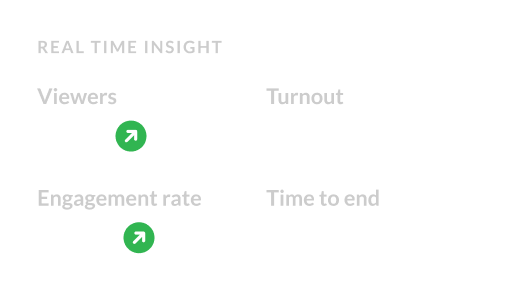 REAL TIME INSIGHT
Viewers
Turnout
Engagement rate
Time to end